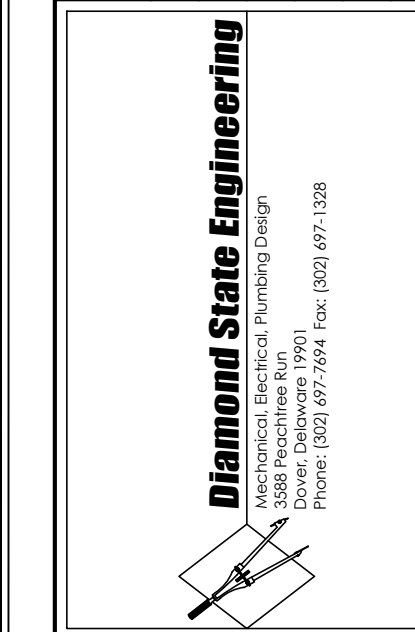 Diamond State Engineering
Mechanical, Electrical, Plumbing Design
3588 Peachtree Run
Dover, Delaware 19901
Phone: (302) 697-7694 Fax: (302) 697-1328